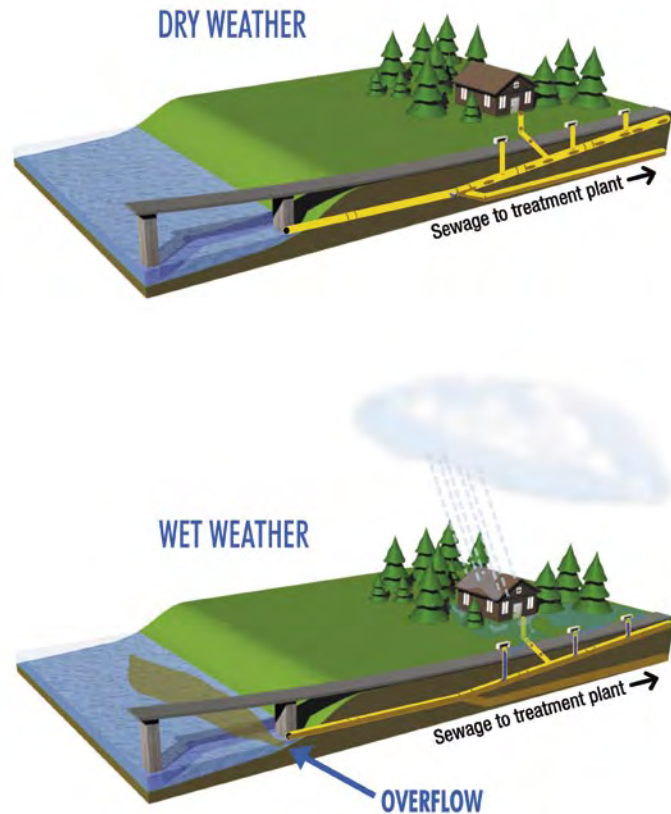 DRY WEATHER
Sewage to treatment plant →
WET WEATHER
Sewage to treatment plant →
OVERFLOW